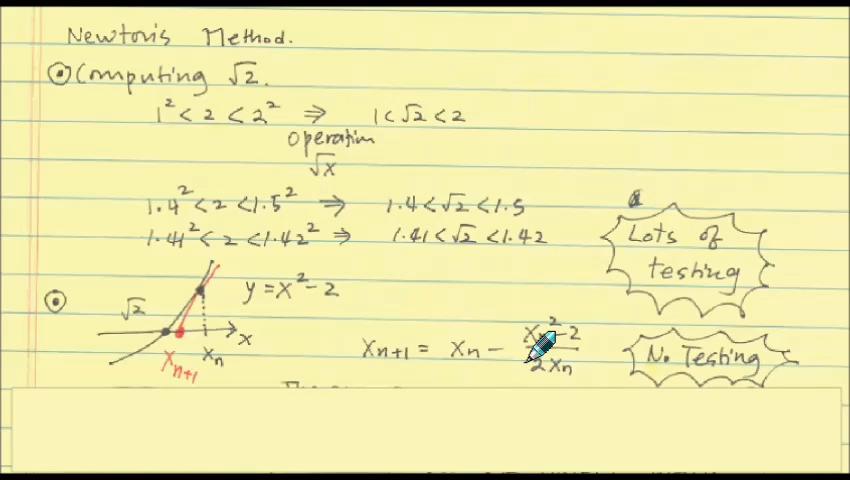 Newton's Method.
Computing √2.
1² < 2 < 2² ⇒ 1 < √2 < 2
operation
√x
1.4² < 2 < 1.5² ⇒ 1.4 < √2 < 1.5
1.41² < 2 < 1.42² ⇒ 1.41 < √2 < 1.42
Lots of
testing
y = x² - 2
√2
x
xₙ
xₙ₊₁
xₙ₊₁ = xₙ - (xₙ² - 2) / 2xₙ
No Testing